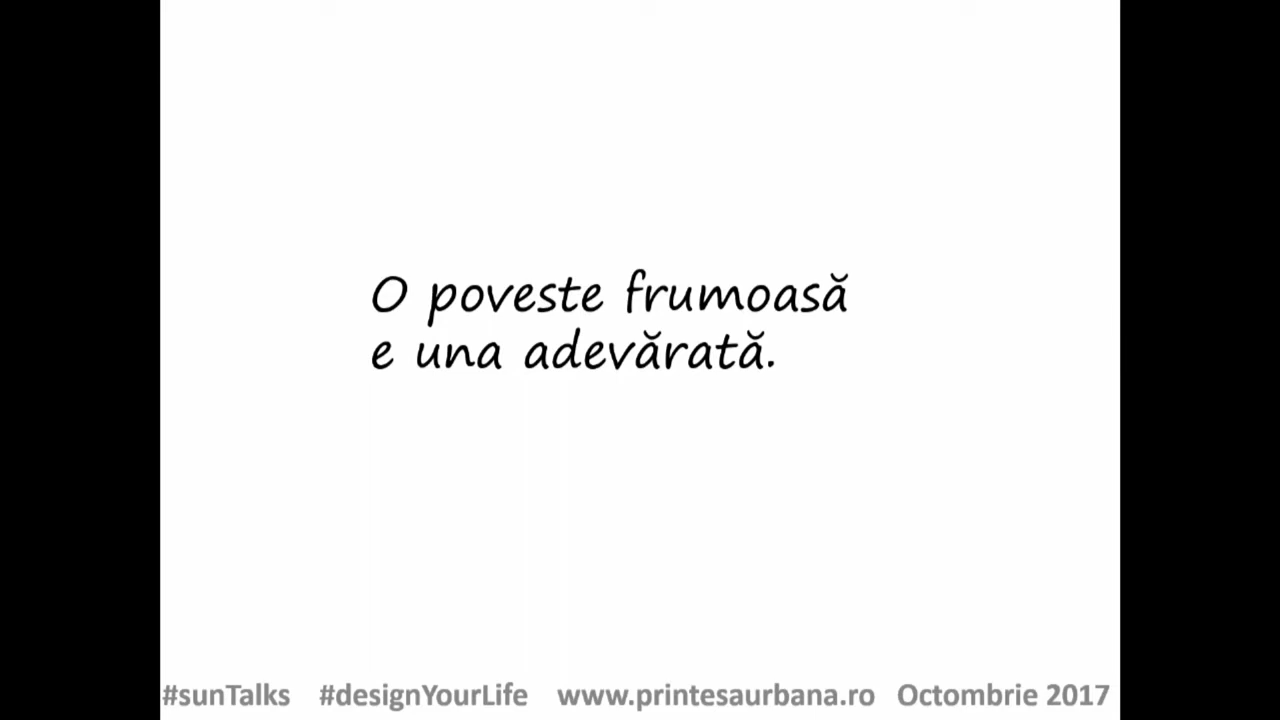 O poveste frumoasă
e una adevărată.
#sunTalks #designYourLife www.printesaurbana.ro Octombrie 2017